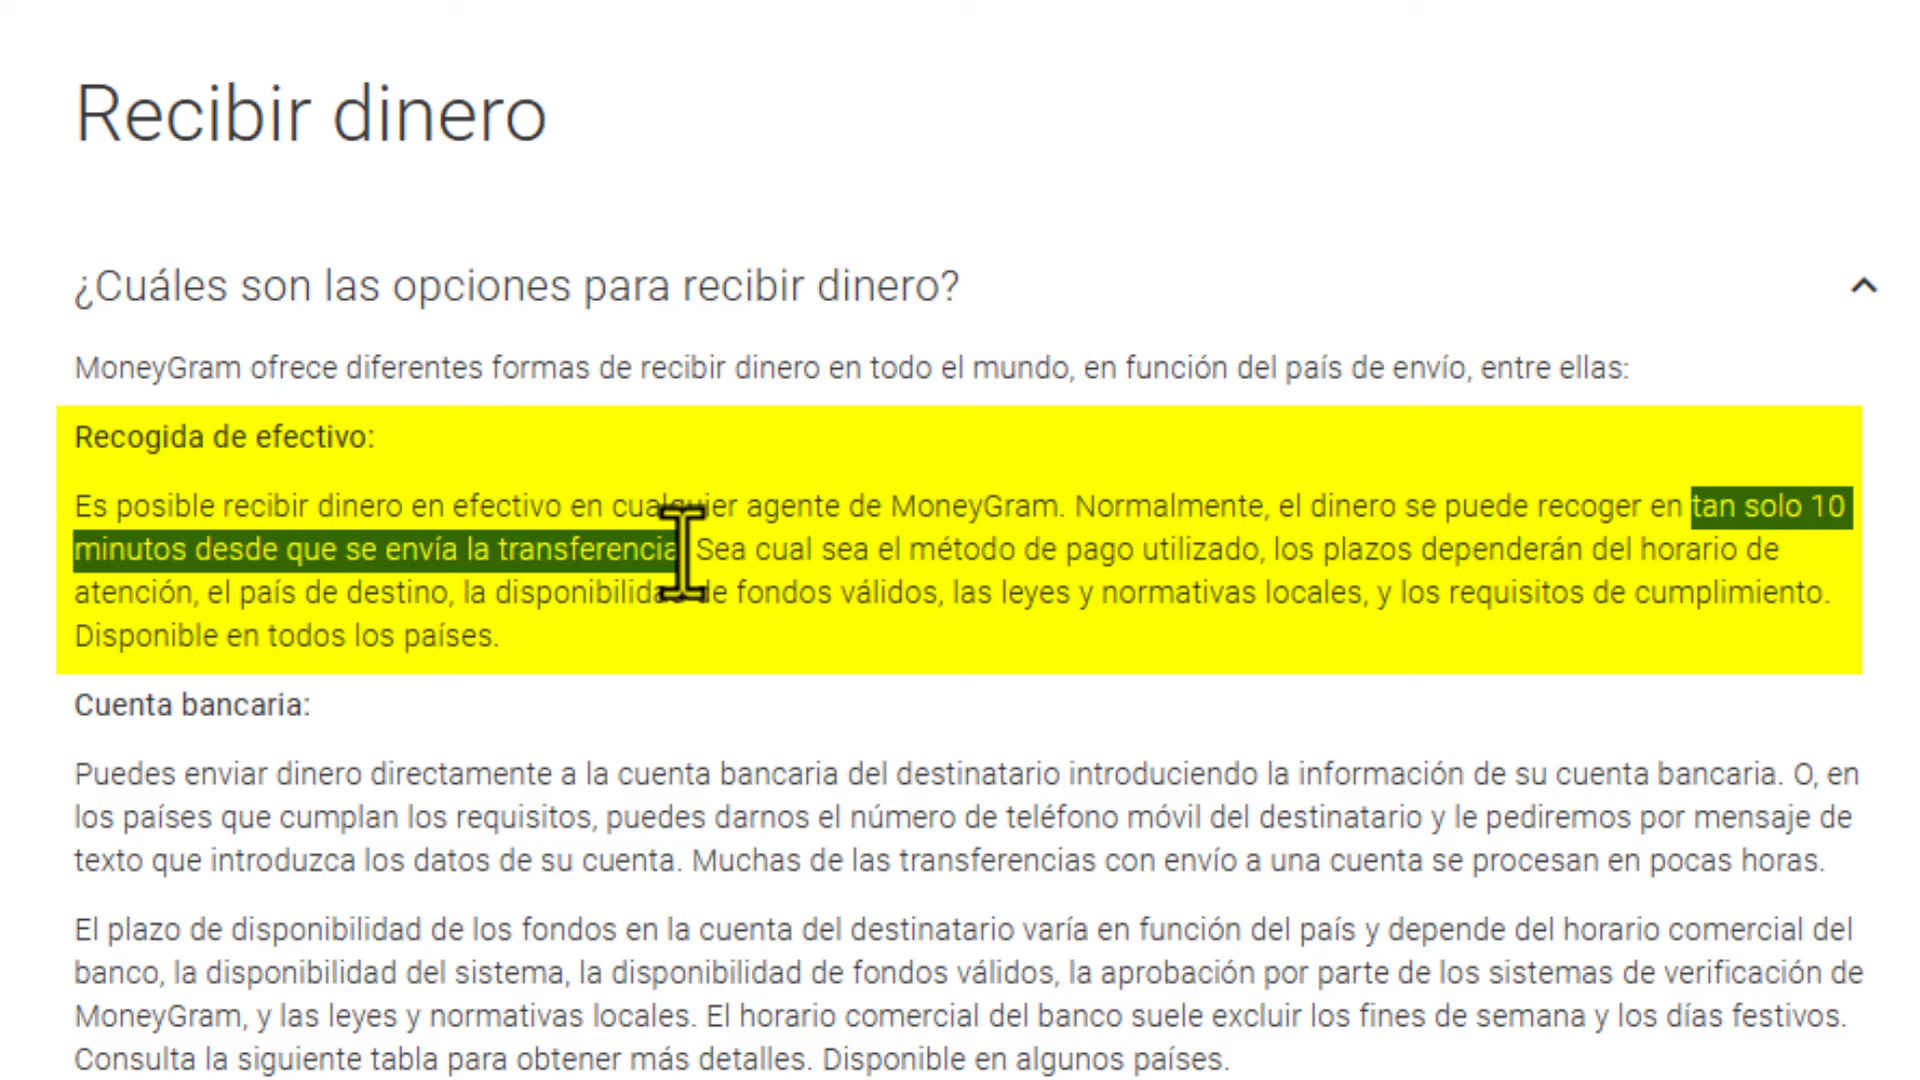 Recibir dinero
¿Cuáles son las opciones para recibir dinero?
MoneyGram ofrece diferentes formas de recibir dinero en todo el mundo, en función del país de envío, entre ellas:
Recogida de efectivo:
Es posible recibir dinero en efectivo en cualquier agente de MoneyGram. Normalmente, el dinero se puede recoger en tan solo 10
minutos desde que se envía la transferencia. Sea cual sea el método de pago utilizado, los plazos dependerán del horario de
atención, el país de destino, la disponibilidad de fondos válidos, las leyes y normativas locales, y los requisitos de cumplimiento.
Disponible en todos los países.
Cuenta bancaria:
Puedes enviar dinero directamente a la cuenta bancaria del destinatario introduciendo la información de su cuenta bancaria. O, en
los países que cumplan los requisitos, puedes darnos el número de teléfono móvil del destinatario y le pediremos por mensaje de
texto que introduzca los datos de su cuenta. Muchas de las transferencias con envío a una cuenta se procesan en pocas horas.
El plazo de disponibilidad de los fondos en la cuenta del destinatario varía en función del país y depende del horario comercial del
banco, la disponibilidad del sistema, la disponibilidad de fondos válidos, la aprobación por parte de los sistemas de verificación de
MoneyGram, y las leyes y normativas locales. El horario comercial del banco suele excluir los fines de semana y los días festivos.
Consulta la siguiente tabla para obtener más detalles. Disponible en algunos países.